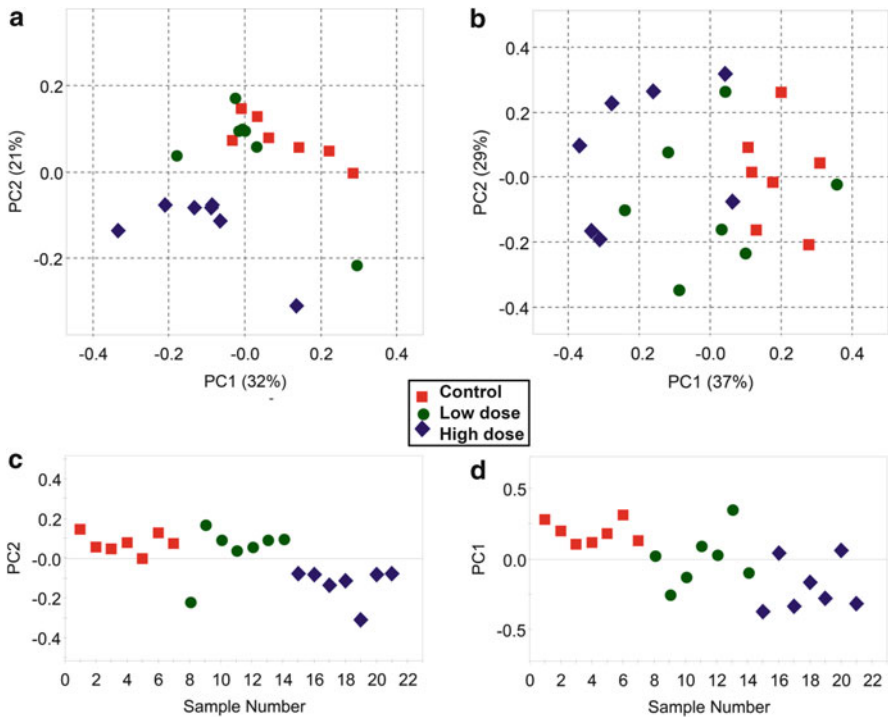 a
PC2 (21%)
0.2
0.0
-0.2
-0.4
-0.2
-0.0
0.2
0.4
PC1 (32%)
-
b
PC2 (29%)
0.4
0.2
-0.0
-0.2
-0.4
-0.4
-0.2
-0.0
0.2
0.4
PC1 (37%)
Control
Low dose
High dose
c
PC2
0.4
0.2
-0.0
-0.2
-0.4
0 2 4 6 8 10 12 14 16 18 20 22
Sample Number
d
PC1
0.5
0.0
-0.5
0 2 4 6 8 10 12 14 16 18 20 22
Sample Number